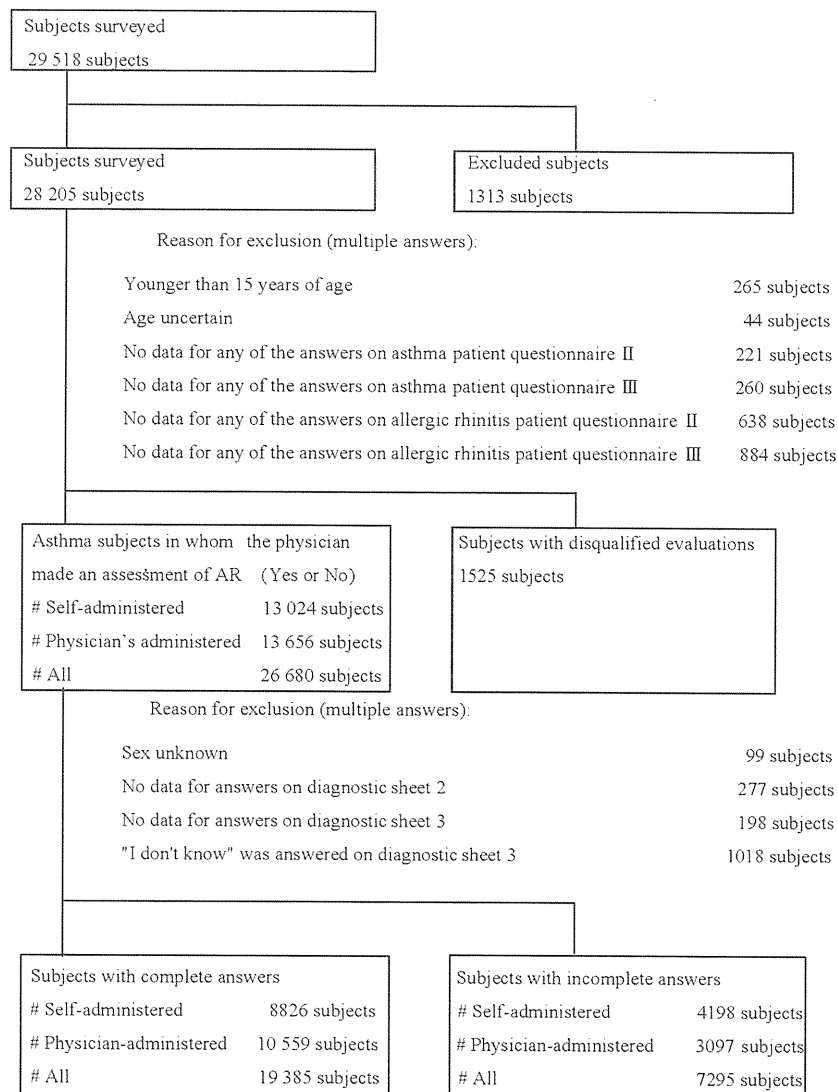 Subjects surveyed
29 518 subjects
Subjects surveyed
28 205 subjects
Excluded subjects
1313 subjects
Reason for exclusion (multiple answers):
Younger than 15 years of age 265 subjects
Age uncertain 44 subjects
No data for any of the answers on asthma patient questionnaire II 221 subjects
No data for any of the answers on asthma patient questionnaire III 260 subjects
No data for any of the answers on allergic rhinitis patient questionnaire II 638 subjects
No data for any of the answers on allergic rhinitis patient questionnaire III 884 subjects
Asthma subjects in whom the physician
made an assessment of AR (Yes or No)
# Self-administered 13 024 subjects
# Physician`s administered 13 656 subjects
# All 26 680 subjects
Subjects with disqualified evaluations
1525 subjects
Reason for exclusion (multiple answers):
Sex unknown 99 subjects
No data for answers on diagnostic sheet 2 277 subjects
No data for answers on diagnostic sheet 3 198 subjects
"I don't know" was answered on diagnostic sheet 3 1018 subjects
Subjects with complete answers
# Self-administered 8826 subjects
# Physician-administered 10 559 subjects
# All 19 385 subjects
Subjects with incomplete answers
# Self-administered 4198 subjects
# Physician-administered 3097 subjects
# All 7295 subjects